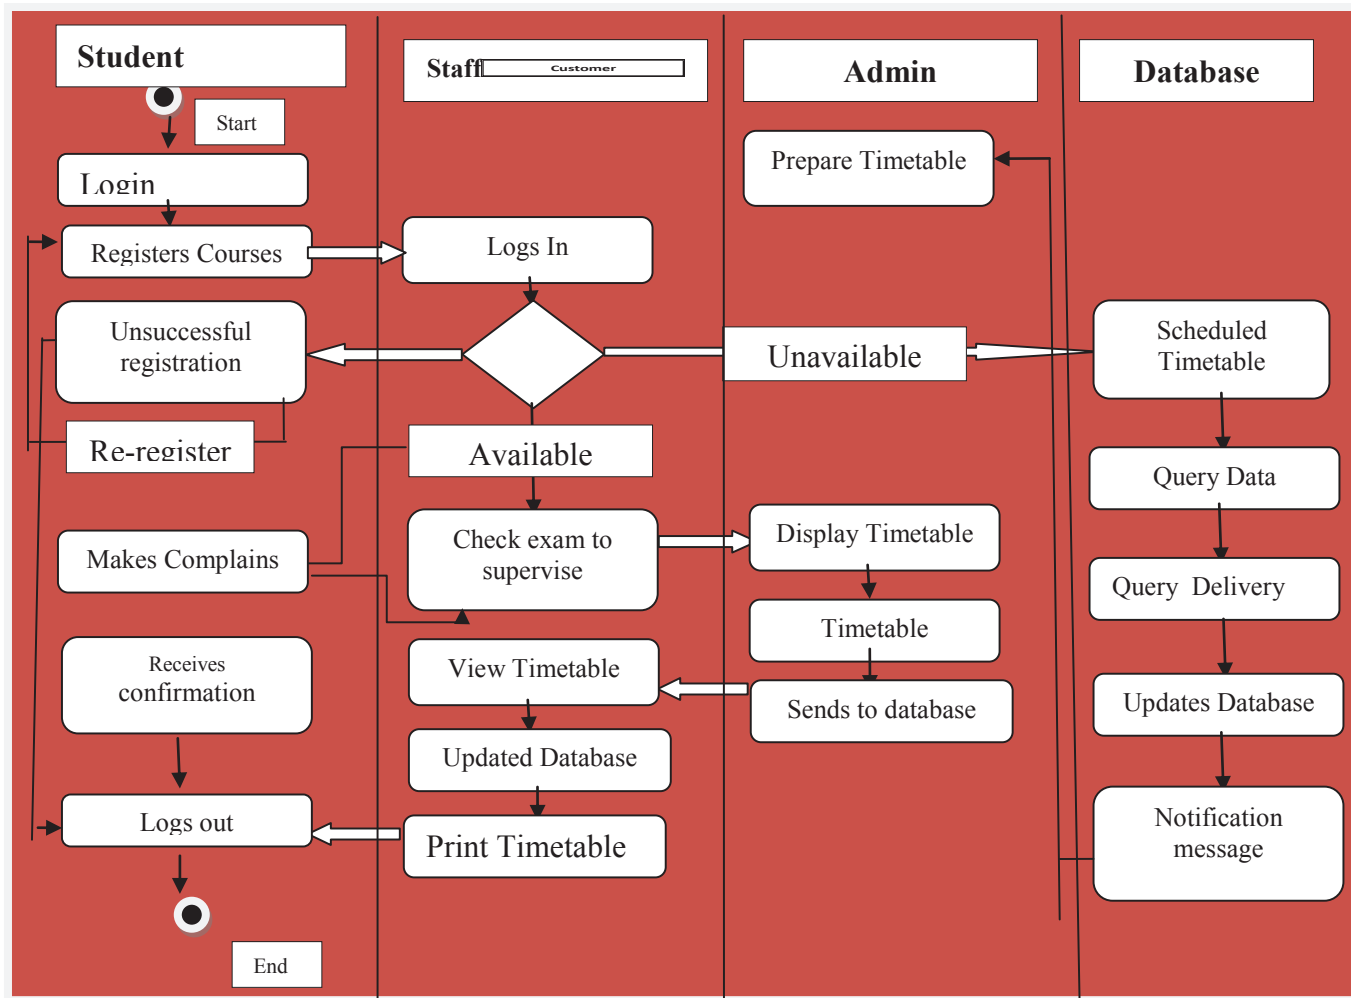 Student
Staff
Customer
Admin
Database
Start
Prepare Timetable
Login
Registers Courses
Logs In
Unsuccessful
registration
Unavailable
Scheduled
Timetable
Re-register
Available
Query Data
Makes Complains
Check exam to
supervise
Display Timetable
Query Delivery
Timetable
Receives
confirmation
View Timetable
Sends to database
Updates Database
Updated Database
Logs out
Print Timetable
Notification
message
End